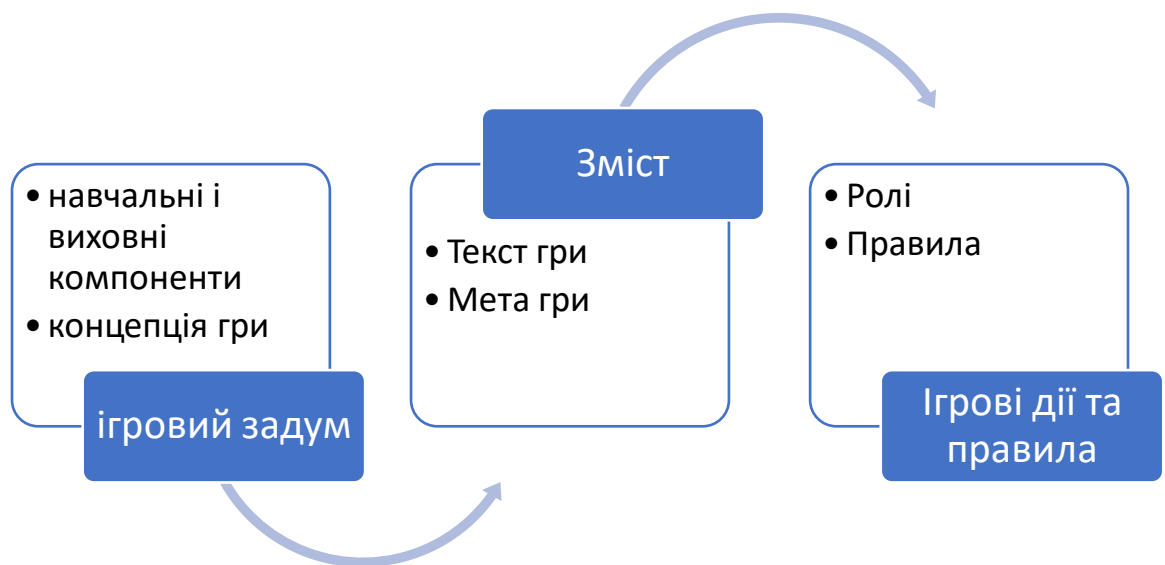 • навчальні і
виховні
компоненти
• концепція гри
ігровий задум
Зміст
• Текст гри
• Мета гри
• Ролі
• Правила
Ігрові дії та
правила